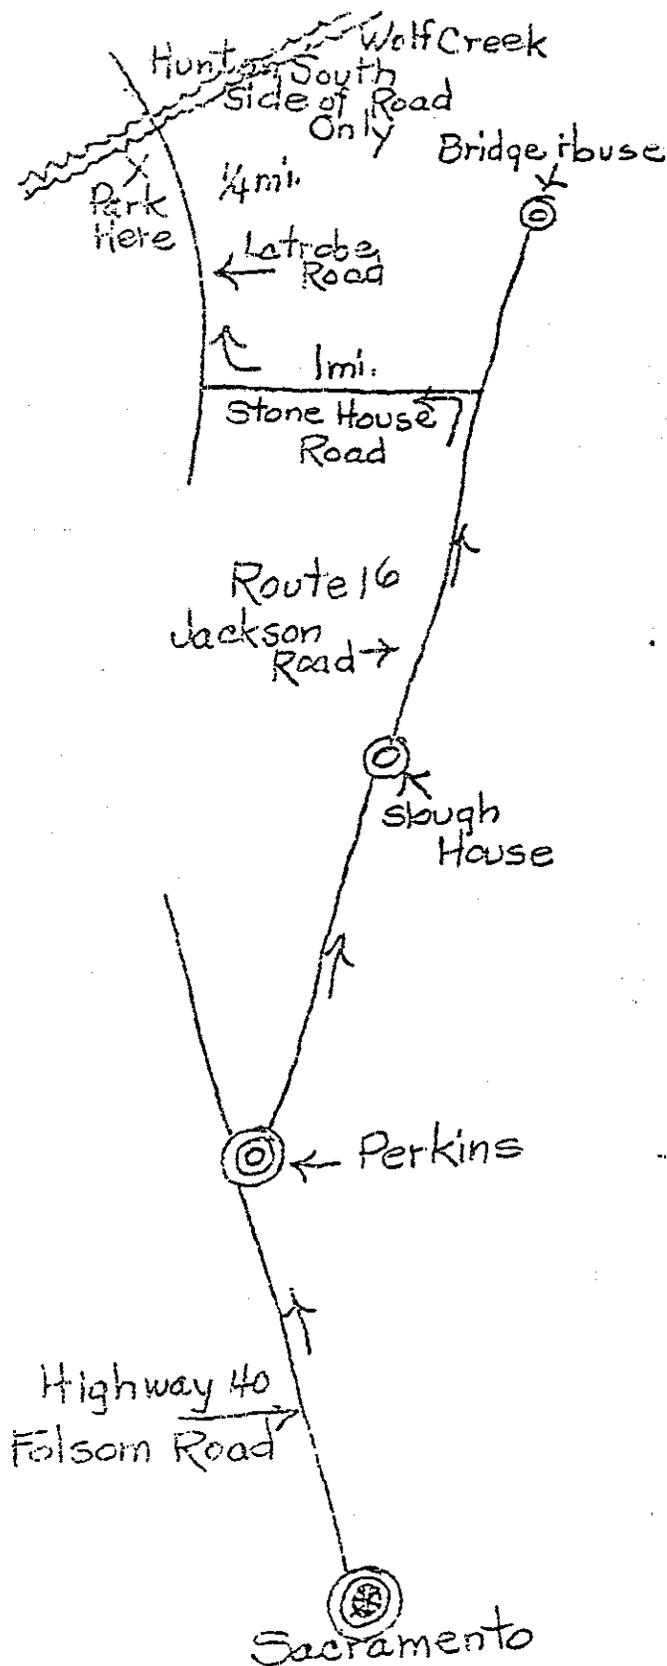 Wolf Creek
Hunt on South
Side of Road
Only
Bridge House
X
Park
Here
1/4 mi.
Latrobe
Road
1 mi.
Stone House
Road
Route 16
Jackson
Road
Slough
House
Perkins
Highway 40
Folsom Road
Sacramento